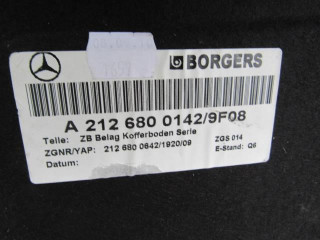 BORGERS
A 212 680 0142/9F08
Teile: ZB Belag Kofferboden Serie
ZGS 014
ZGNR/YAP: 212 680 0642/1920/09
E-Stand: Q6
Datum: